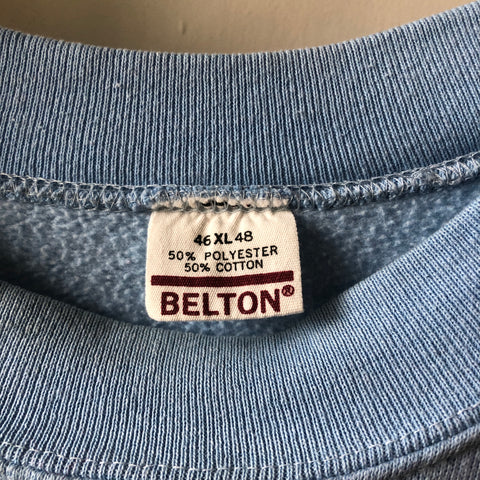 46 XL 48
50% POLYESTER
50% COTTON
BELTON®